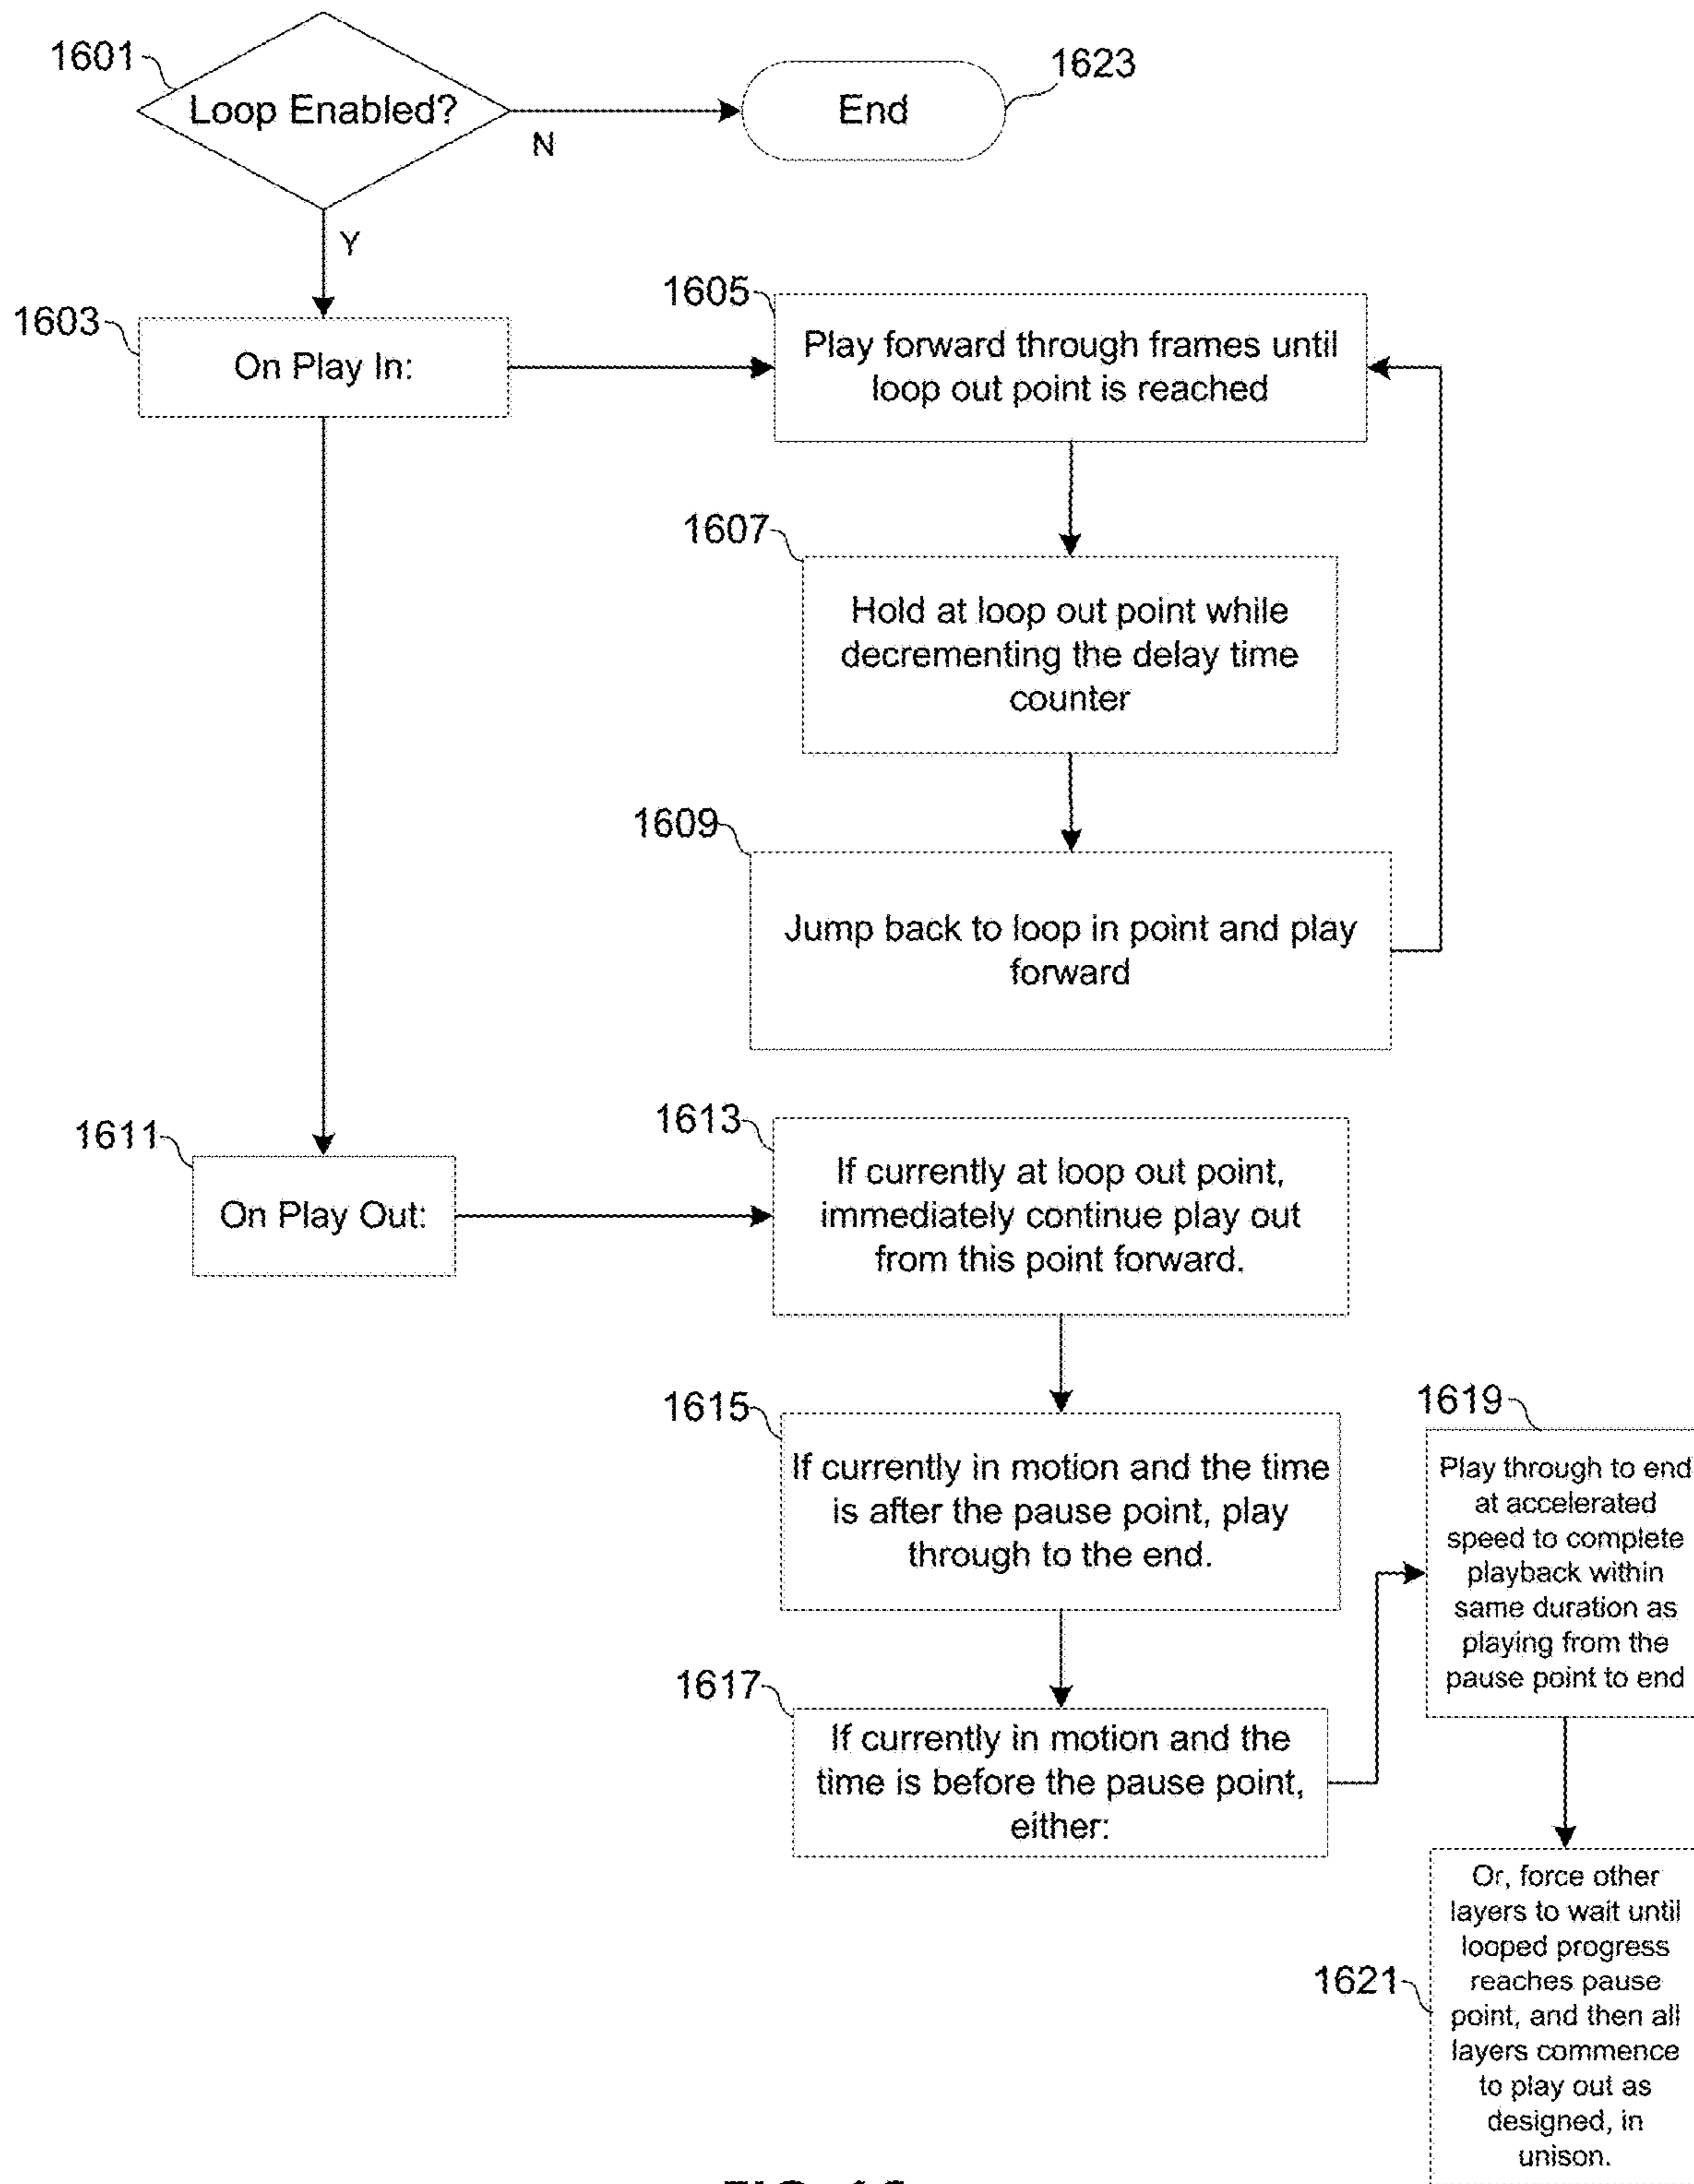 1601
Loop Enabled?
N
End
1623
Y
1603
On Play In:
1605
Play forward through frames until
loop out point is reached
1607
Hold at loop out point while
decrementing the delay time
counter
1609
Jump back to loop in point and play
forward
1611
On Play Out:
1613
If currently at loop out point,
immediately continue play out
from this point forward.
1615
If currently in motion and the time
is after the pause point, play
through to the end.
1617
If currently in motion and the
time is before the pause point,
either:
1619
Play through to end
at accelerated
speed to complete
playback within
same duration as
playing from the
pause point to end
1621
Or, force other
layers to wait until
looped progress
reaches pause
point, and then all
layers commence
to play out as
designed, in
unison.